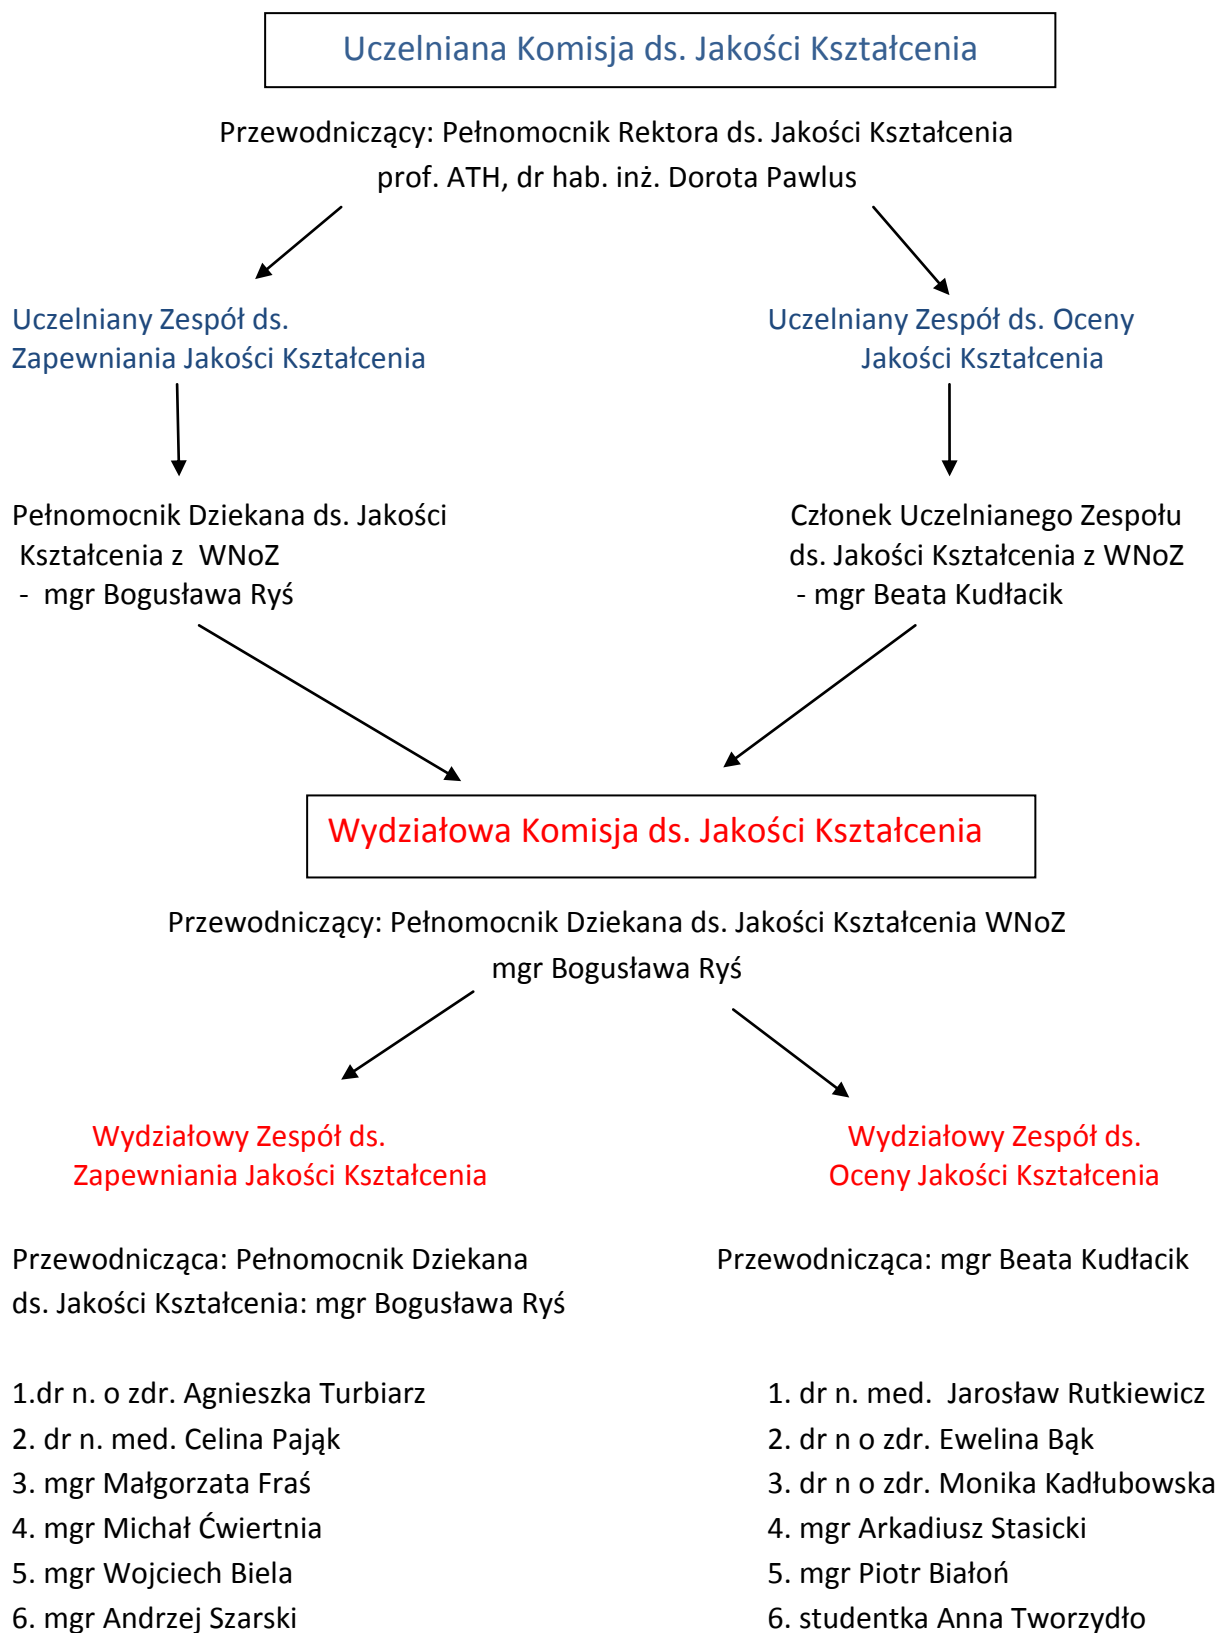 Uczelniana Komisja ds. Jakości Kształcenia
Przewodniczący: Pełnomocnik Rektora ds. Jakości Kształcenia
prof. ATH, dr hab. inż. Dorota Pawlus
Uczelniany Zespół ds.
Zapewniania Jakości Kształcenia
Uczelniany Zespół ds. Oceny
Jakości Kształcenia
Pełnomocnik Dziekana ds. Jakości
Kształcenia z WNoZ
- mgr Bogusława Ryś
Członek Uczelnianego Zespołu
ds. Jakości Kształcenia z WNoZ
- mgr Beata Kudłacik
Wydziałowa Komisja ds. Jakości Kształcenia
Przewodniczący: Pełnomocnik Dziekana ds. Jakości Kształcenia WNoZ
mgr Bogusława Ryś
Wydziałowy Zespół ds.
Zapewniania Jakości Kształcenia
Wydziałowy Zespół ds.
Oceny Jakości Kształcenia
Przewodnicząca: Pełnomocnik Dziekana
ds. Jakości Kształcenia: mgr Bogusława Ryś
Przewodnicząca: mgr Beata Kudłacik
1.dr n. o zdr. Agnieszka Turbiarz
2. dr n. med. Celina Pająk
3. mgr Małgorzata Fraś
4. mgr Michał Ćwiertnia
5. mgr Wojciech Biela
6. mgr Andrzej Szarski
1. dr n. med. Jarosław Rutkiewicz
2. dr n o zdr. Ewelina Bąk
3. dr n o zdr. Monika Kadłubowska
4. mgr Arkadiusz Stasicki
5. mgr Piotr Białoń
6. studentka Anna Tworzydło